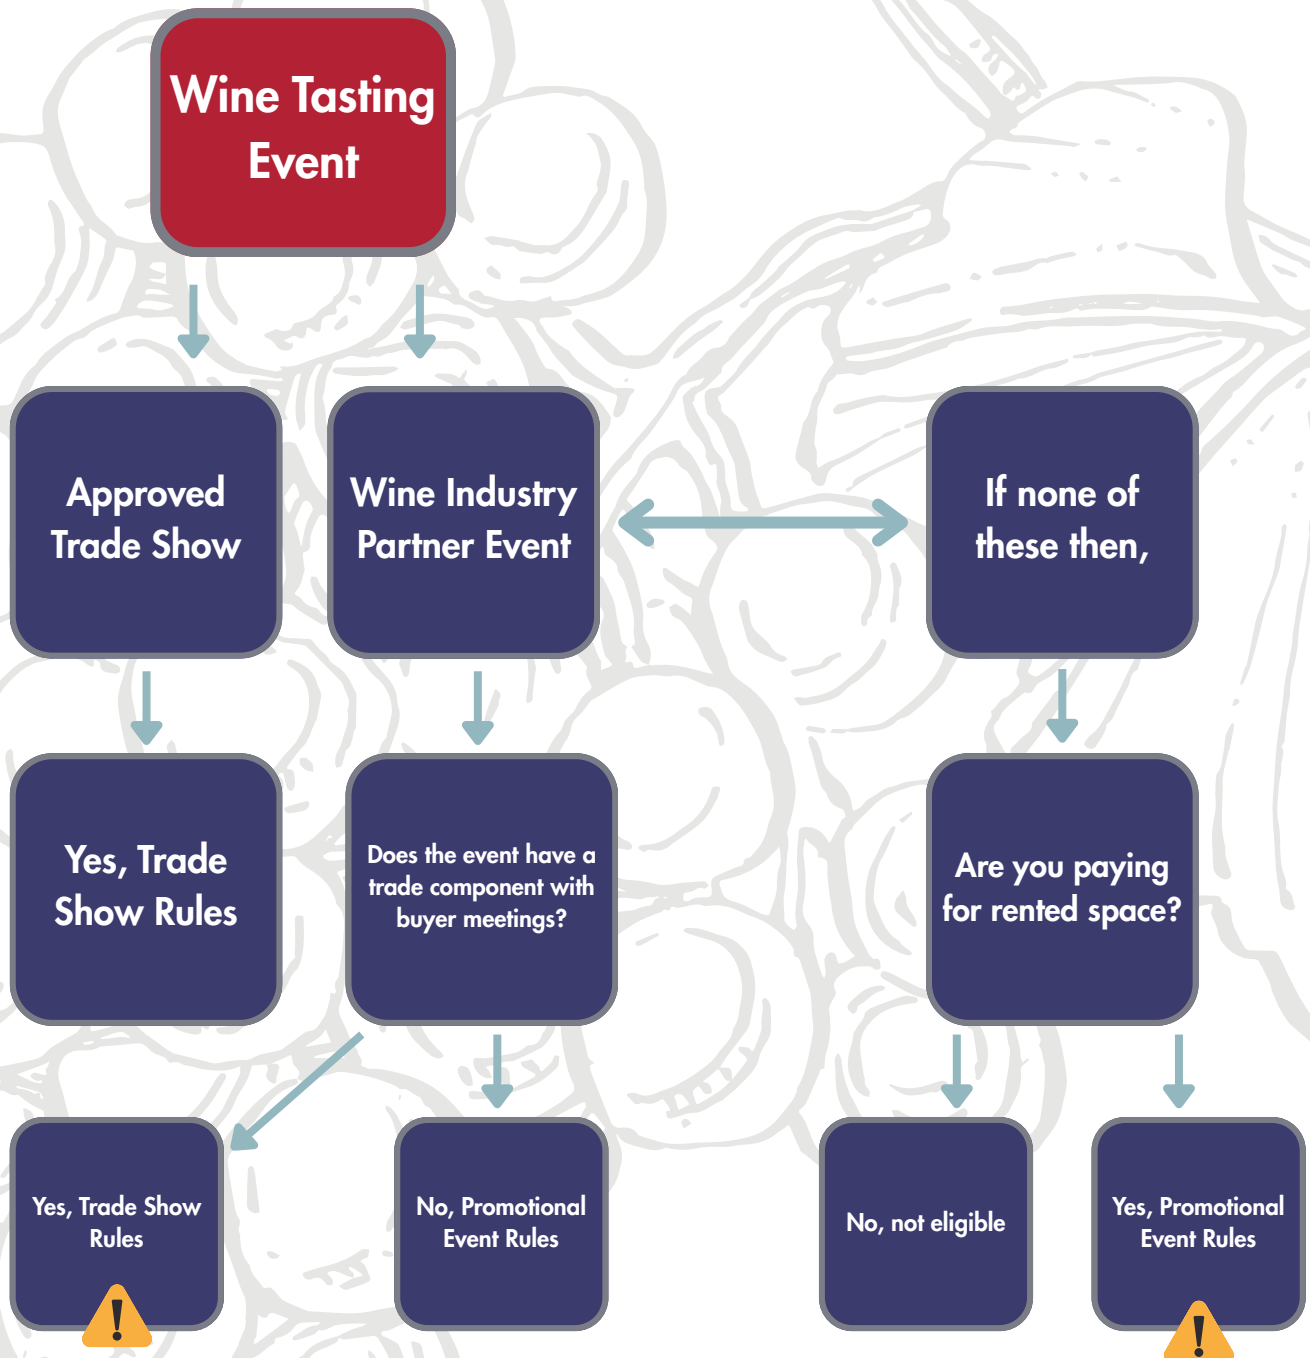 Wine Tasting
Event
Approved
Trade Show
Wine Industry
Partner Event
If none of
these then,
Yes, Trade
Show Rules
Does the event have a
trade component with
buyer meetings?
Are you paying
for rented space?
Yes, Trade Show
Rules
No, Promotional
Event Rules
No, not eligible
Yes, Promotional
Event Rules
!
!